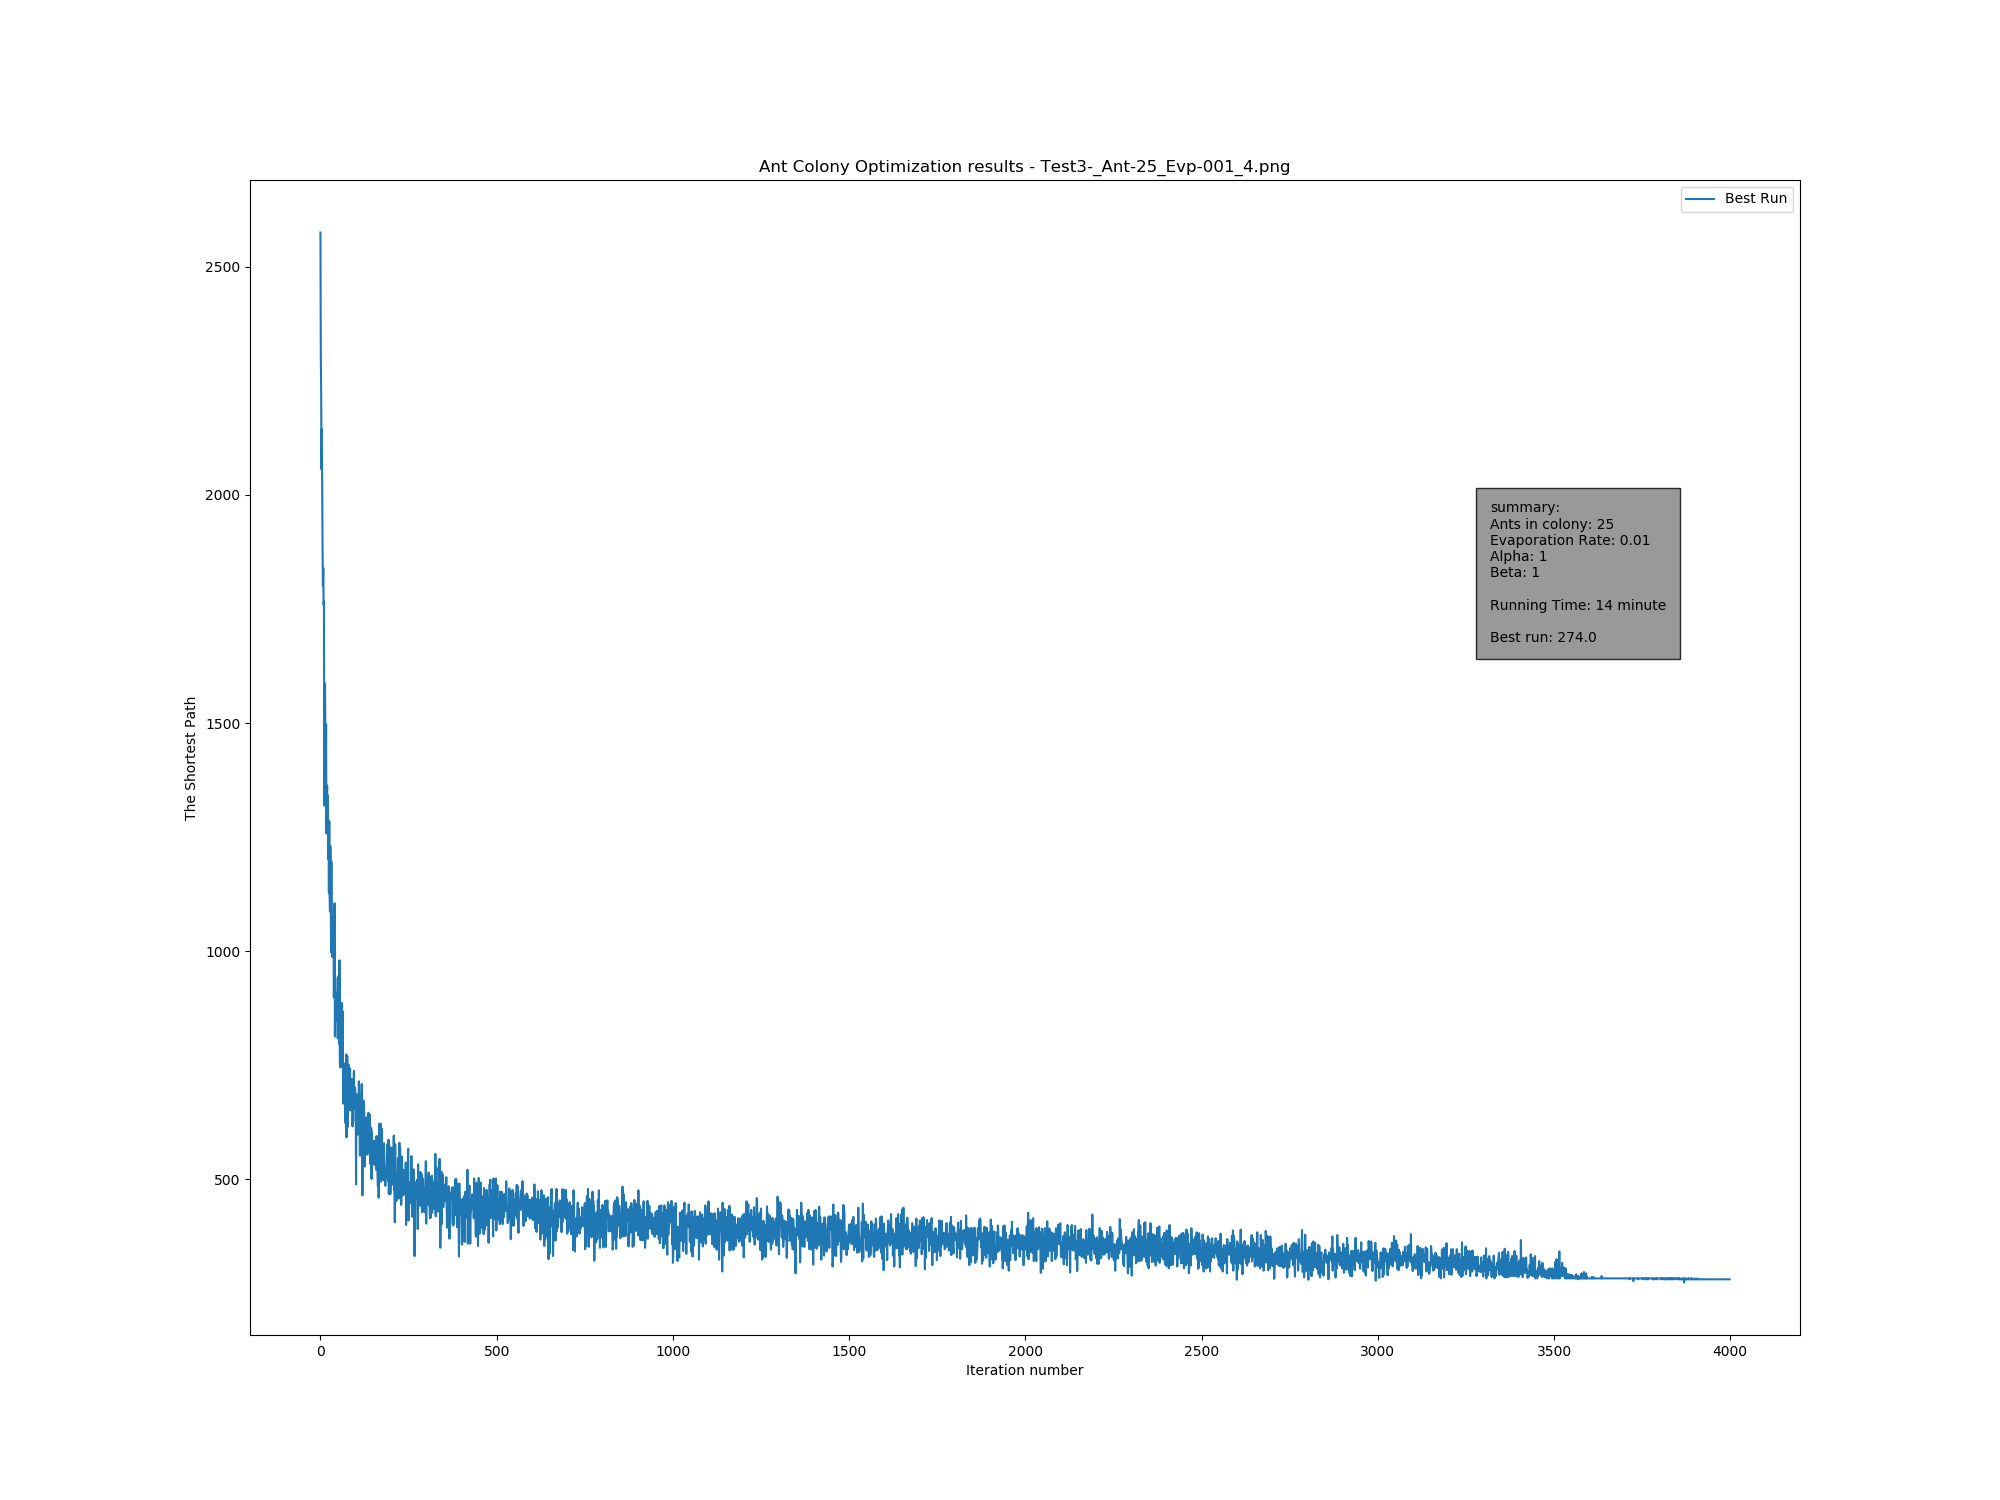 Ant Colony Optimization results - Test3-_Ant-25_Evp-001_4.png
Best Run
2500
2000
1500
1000
500
The Shortest Path
summary:
Ants in colony: 25
Evaporation Rate: 0.01
Alpha: 1
Beta: 1
Running Time: 14 minute
Best run: 274.0
0 500 1000 1500 2000 2500 3000 3500 4000
Iteration number